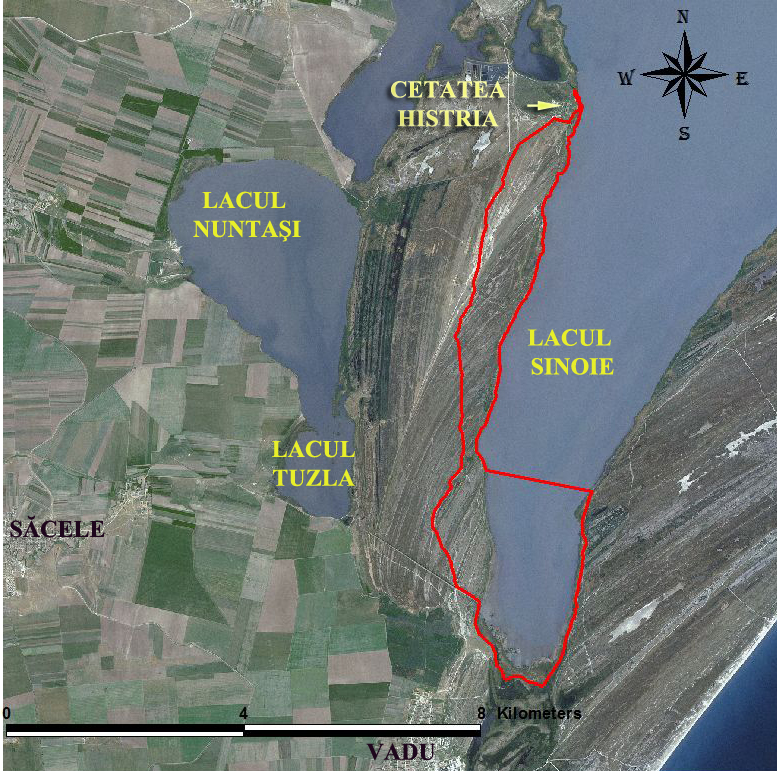 N
W E
S
CETATEA
HISTRIA
LACUL
NUNTAŞI
LACUL
SINOIE
LACUL
TUZLA
SĂCELE
0 4 8 Kilometers
VADU